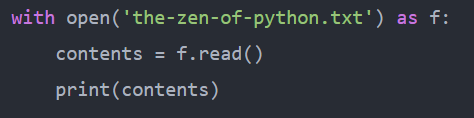 with open('the-zen-of-python.txt') as f:
    contents = f.read()
    print(contents)